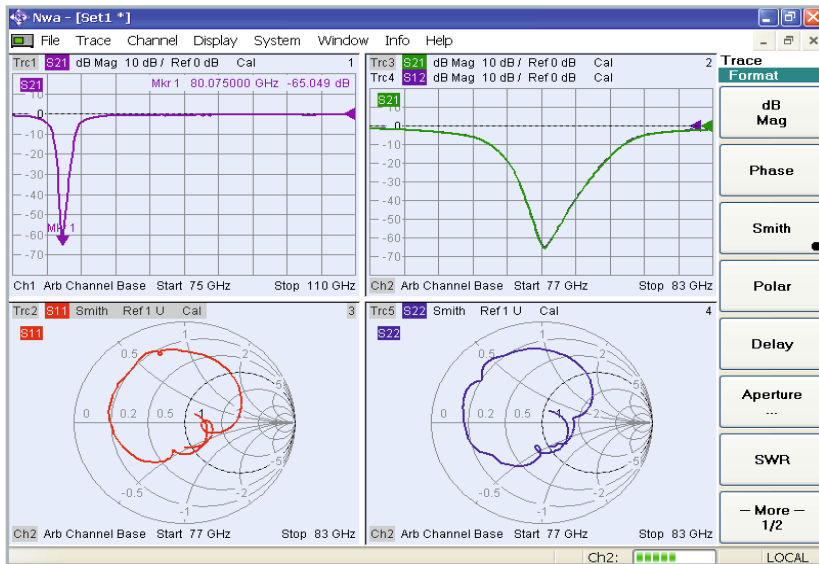 Nwa - [Set1 *]
File Trace Channel Display System Window Info Help
Trc1 S21 dB Mag 10 dB / Ref 0 dB Cal 1
S21
Mkr 1 80.075000 GHz -65.049 dB
10
0
-10
-20
-30
-40
-50
-60
-70
Mkr 1
Ch1 Arb Channel Base Start 75 GHz Stop 110 GHz
Trc3 S21 dB Mag 10 dB / Ref 0 dB Cal 2
Trc4 S12 dB Mag 10 dB / Ref 0 dB Cal
S21
10
0
-10
-20
-30
-40
-50
-60
-70
Ch2 Arb Channel Base Start 77 GHz Stop 83 GHz
Trc2 S11 Smith Ref 1 U Cal 3
S11
1
0.5
2
5
0 0.2 0.5 1
-5
-0.5
-2
-1
Ch2 Arb Channel Base Start 77 GHz Stop 83 GHz
Trc5 S22 Smith Ref 1 U Cal 4
S22
1
0.5
2
5
0 0.2 0.5 1
-5
-0.5
-2
-1
Ch2 Arb Channel Base Start 77 GHz Stop 83 GHz
Trace
Format
dB
Mag
Phase
Smith
Polar
Delay
Aperture
...
SWR
— More —
1/2
Ch2: LOCAL